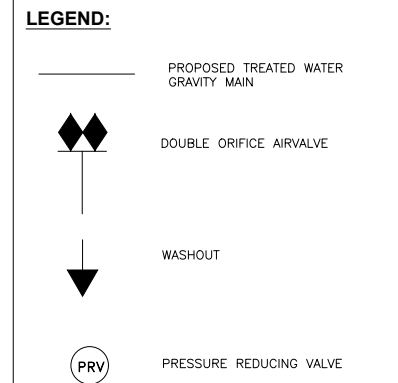 LEGEND:
PROPOSED TREATED WATER
GRAVITY MAIN
DOUBLE ORIFICE AIRVALVE
WASHOUT
PRV
PRESSURE REDUCING VALVE